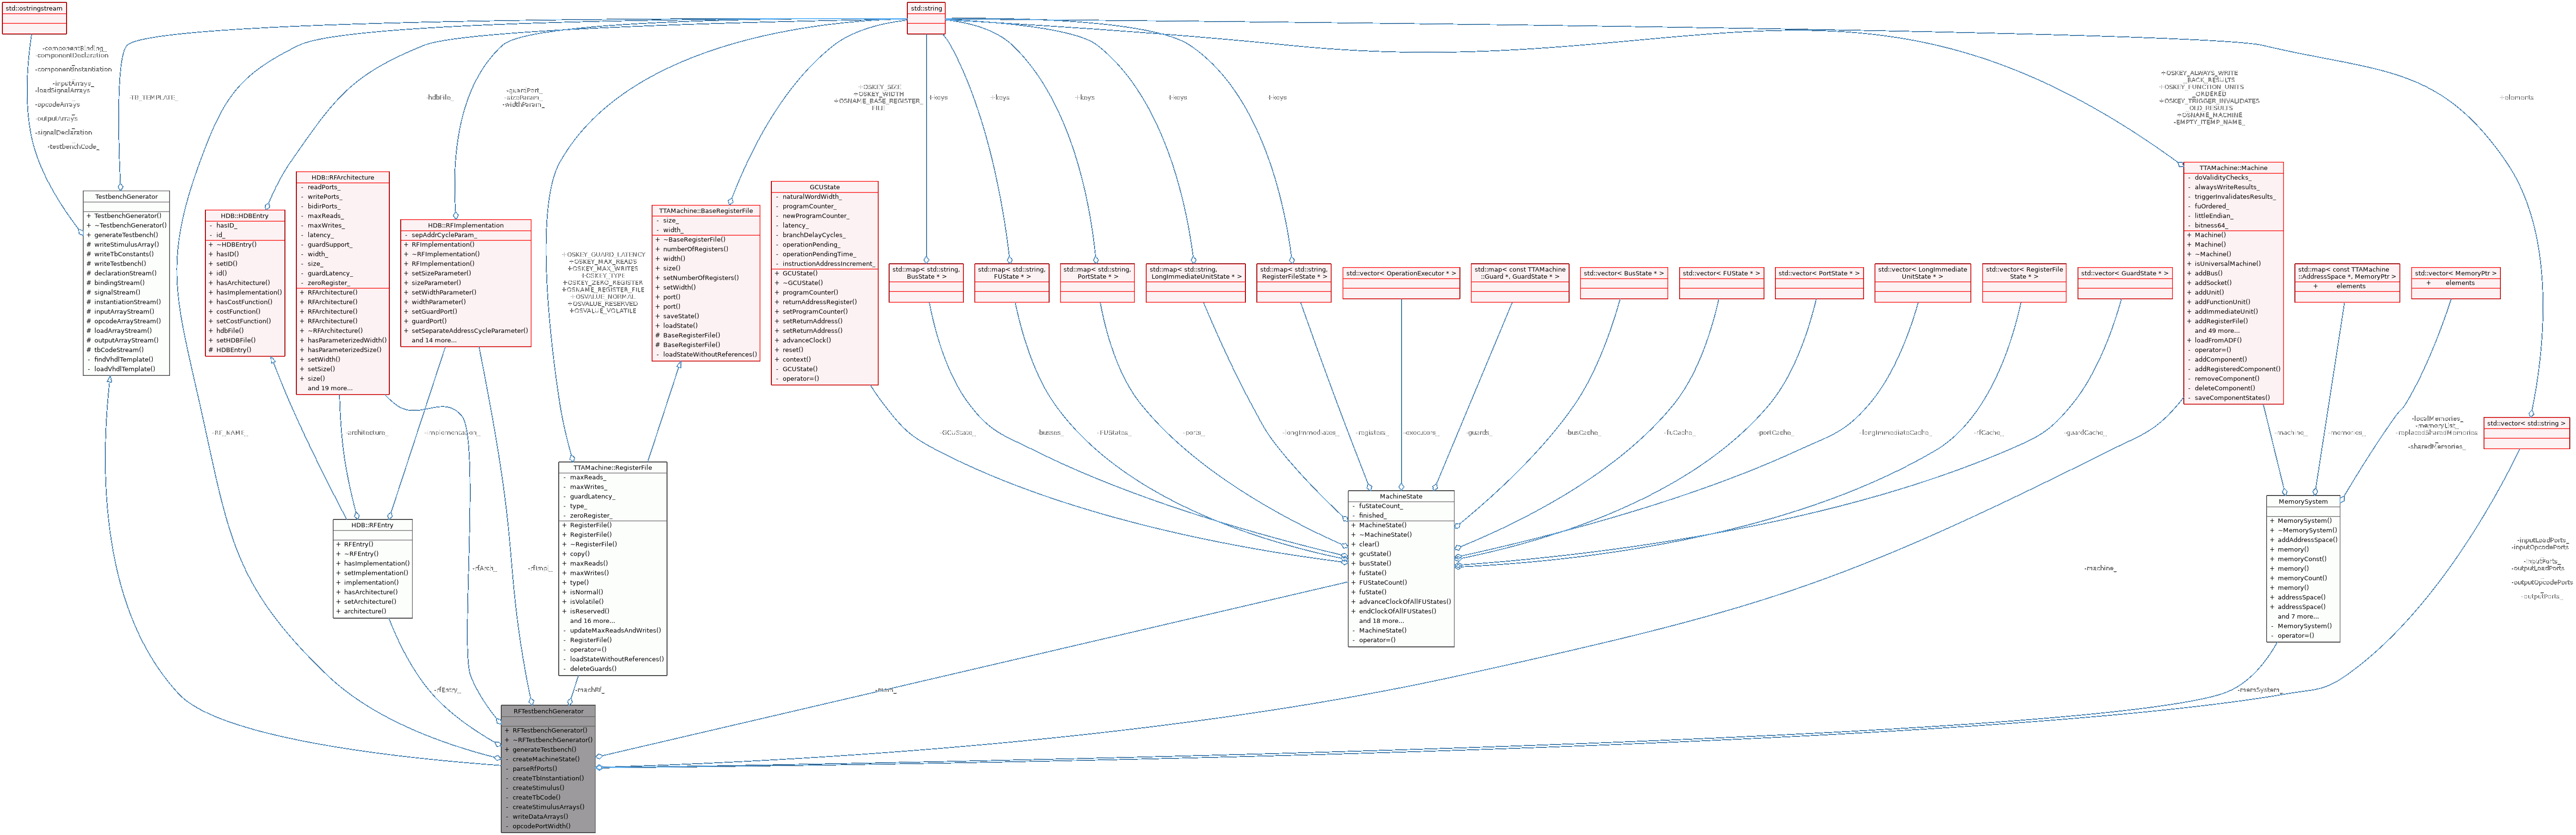 std::ostringstream
std::string
-componentBinding_
-componentDeclaration
_
-componentInstantiation
_
-inputArrays_
-loadSignalArrays
_
-opcodeArrays
_
-outputArrays
_
-signalDeclaration
_
-testbenchCode_
-TB_TEMPLATE_
-hdbFile_
-guardPort_
-sizeParam_
-widthParam_
+OSKEY_SIZE
+OSKEY_WIDTH
+OSNAME_BASE_REGISTER_
FILE
+keys
+keys
+keys
+keys
+keys
+OSKEY_ALWAYS_WRITE
_BACK_RESULTS
+OSKEY_FUNCTION_UNITS
_ORDERED
+OSKEY_TRIGGER_INVALIDATES
_OLD_RESULTS
+OSNAME_MACHINE
-EMPTY_ITEMP_NAME_
+elements
TestbenchGenerator
+ TestbenchGenerator()
+ ~TestbenchGenerator()
+ generateTestbench()
# writeStimulusArray()
# writeTbConstants()
# writeTestbench()
# declarationStream()
# bindingStream()
# signalStream()
# instantiationStream()
# inputArrayStream()
# opcodeArrayStream()
# loadArrayStream()
# outputArrayStream()
# tbCodeStream()
- findVhdlTemplate()
- loadVhdlTemplate()
HDB::HDBEntry
- hasID_
- id_
+ ~HDBEntry()
+ hasID()
+ setID()
+ id()
+ hasArchitecture()
+ hasImplementation()
+ hasCostFunction()
+ costFunction()
+ setCostFunction()
+ hdbFile()
+ setHDBFile()
# HDBEntry()
HDB::RFArchitecture
- readPorts_
- writePorts_
- bidirPorts_
- maxReads_
- maxWrites_
- latency_
- guardSupport_
- width_
- size_
- guardLatency_
- zeroRegister_
+ RFArchitecture()
+ RFArchitecture()
+ RFArchitecture()
+ RFArchitecture()
+ ~RFArchitecture()
+ hasParameterizedWidth()
+ hasParameterizedSize()
+ setWidth()
+ setSize()
+ size()
and 19 more...
HDB::RFImplementation
- sepAddrCycleParam_
+ RFImplementation()
+ ~RFImplementation()
+ RFImplementation()
+ setSizeParameter()
+ sizeParameter()
+ setWidthParameter()
+ widthParameter()
+ setGuardPort()
+ guardPort()
+ setSeparateAddressCycleParameter()
and 14 more...
+OSKEY_GUARD_LATENCY
+OSKEY_MAX_READS
+OSKEY_MAX_WRITES
+OSKEY_TYPE
+OSKEY_ZERO_REGISTER
+OSNAME_REGISTER_FILE
+OSVALUE_NORMAL
+OSVALUE_RESERVED
+OSVALUE_VOLATILE
TTAMachine::BaseRegisterFile
- size_
- width_
+ ~BaseRegisterFile()
+ numberOfRegisters()
+ width()
+ size()
+ setNumberOfRegisters()
+ setWidth()
+ port()
+ port()
+ saveState()
+ loadState()
# BaseRegisterFile()
# BaseRegisterFile()
- loadStateWithoutReferences()
GCUState
- naturalWordWidth_
- programCounter_
- newProgramCounter_
- latency_
- branchDelayCycles_
- operationPending_
- operationPendingTime_
- instructionAddressIncrement_
+ GCUState()
+ ~GCUState()
+ programCounter()
+ returnAddressRegister()
+ setProgramCounter()
+ setReturnAddress()
+ setReturnAddress()
+ advanceClock()
+ reset()
+ context()
- GCUState()
- operator=()
std::map< std::string,
BusState * >
std::map< std::string,
FUState * >
std::map< std::string,
PortState * >
std::map< std::string,
LongImmediateUnitState * >
std::map< std::string,
RegisterFileState * >
std::vector< OperationExecutor * >
std::map< const TTAMachine
::Guard *, GuardState * >
std::vector< BusState * >
std::vector< FUState * >
std::vector< PortState * >
std::vector< LongImmediate
UnitState * >
std::vector< RegisterFile
State * >
std::vector< GuardState * >
TTAMachine::Machine
- doValidityChecks_
- alwaysWriteResults_
- triggerInvalidatesResults_
- fuOrdered_
- littleEndian_
- bitness64_
+ Machine()
+ Machine()
+ ~Machine()
+ isUniversalMachine()
+ addBus()
+ addSocket()
+ addUnit()
+ addFunctionUnit()
+ addImmediateUnit()
+ addRegisterFile()
and 49 more...
+ loadFromADF()
- operator=()
- addComponent()
- addRegisteredComponent()
- removeComponent()
- deleteComponent()
- saveComponentStates()
std::map< const TTAMachine
::AddressSpace *, MemoryPtr >
+ elements
std::vector< MemoryPtr >
+ elements
std::vector< std::string >
-RF_NAME_
-architecture_
-implementation_
-GCUState_
-busses_
-FUStates_
-ports_
-longImmediates_
-registers_
-executors_
-guards_
-busCache_
-fuCache_
-portCache_
-longImmediateCache_
-rfCache_
-guardCache_
-machine_
-memories_
-localMemories_
-memoryList_
-replacedSharedMemories
_
-sharedMemories_
HDB::RFEntry
+ RFEntry()
+ ~RFEntry()
+ hasImplementation()
+ setImplementation()
+ implementation()
+ hasArchitecture()
+ setArchitecture()
+ architecture()
TTAMachine::RegisterFile
- maxReads_
- maxWrites_
- guardLatency_
- type_
- zeroRegister_
+ RegisterFile()
+ RegisterFile()
+ ~RegisterFile()
+ copy()
+ maxReads()
+ maxWrites()
+ type()
+ isNormal()
+ isVolatile()
+ isReserved()
and 16 more...
- updateMaxReadsAndWrites()
- RegisterFile()
- operator=()
- loadStateWithoutReferences()
- deleteGuards()
MachineState
- fuStateCount_
- finished_
+ MachineState()
+ ~MachineState()
+ clear()
+ gcuState()
+ busState()
+ fuState()
+ FUStateCount()
+ fuState()
+ advanceClockOfAllFUStates()
+ endClockOfAllFUStates()
and 18 more...
- MachineState()
- operator=()
MemorySystem
+ MemorySystem()
+ ~MemorySystem()
+ addAddressSpace()
+ memory()
+ memoryConst()
+ memory()
+ memoryCount()
+ memory()
+ addressSpace()
+ addressSpace()
and 7 more...
- MemorySystem()
- operator=()
-rfArch_
-rfImpl_
-machine_
-inputLoadPorts_
-inputOpcodePorts
_
-inputPorts_
-outputLoadPorts
_
-outputOpcodePorts
_
-outputPorts_
-rfEntry_
-machRf_
-msm_
-memSystem_
RFTestbenchGenerator
+ RFTestbenchGenerator()
+ ~RFTestbenchGenerator()
+ generateTestbench()
- createMachineState()
- parseRfPorts()
- createTbInstantiation()
- createStimulus()
- createTbCode()
- createStimulusArrays()
- writeDataArrays()
- opcodePortWidth()